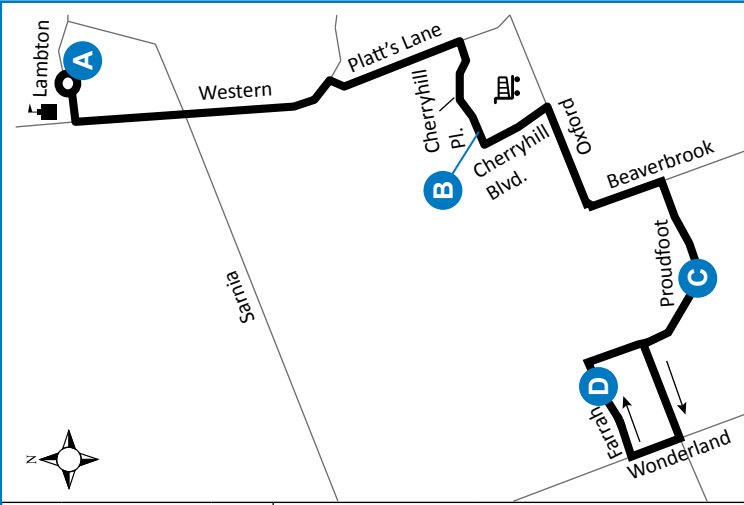 Lambton
A
Western
Platt's Lane
Cherryhill
Pl.
B
Cherryhill
Blvd.
Oxford
Beaverbrook
Sarnia
Proudfoot
C
D
Farrah
Wonderland
N